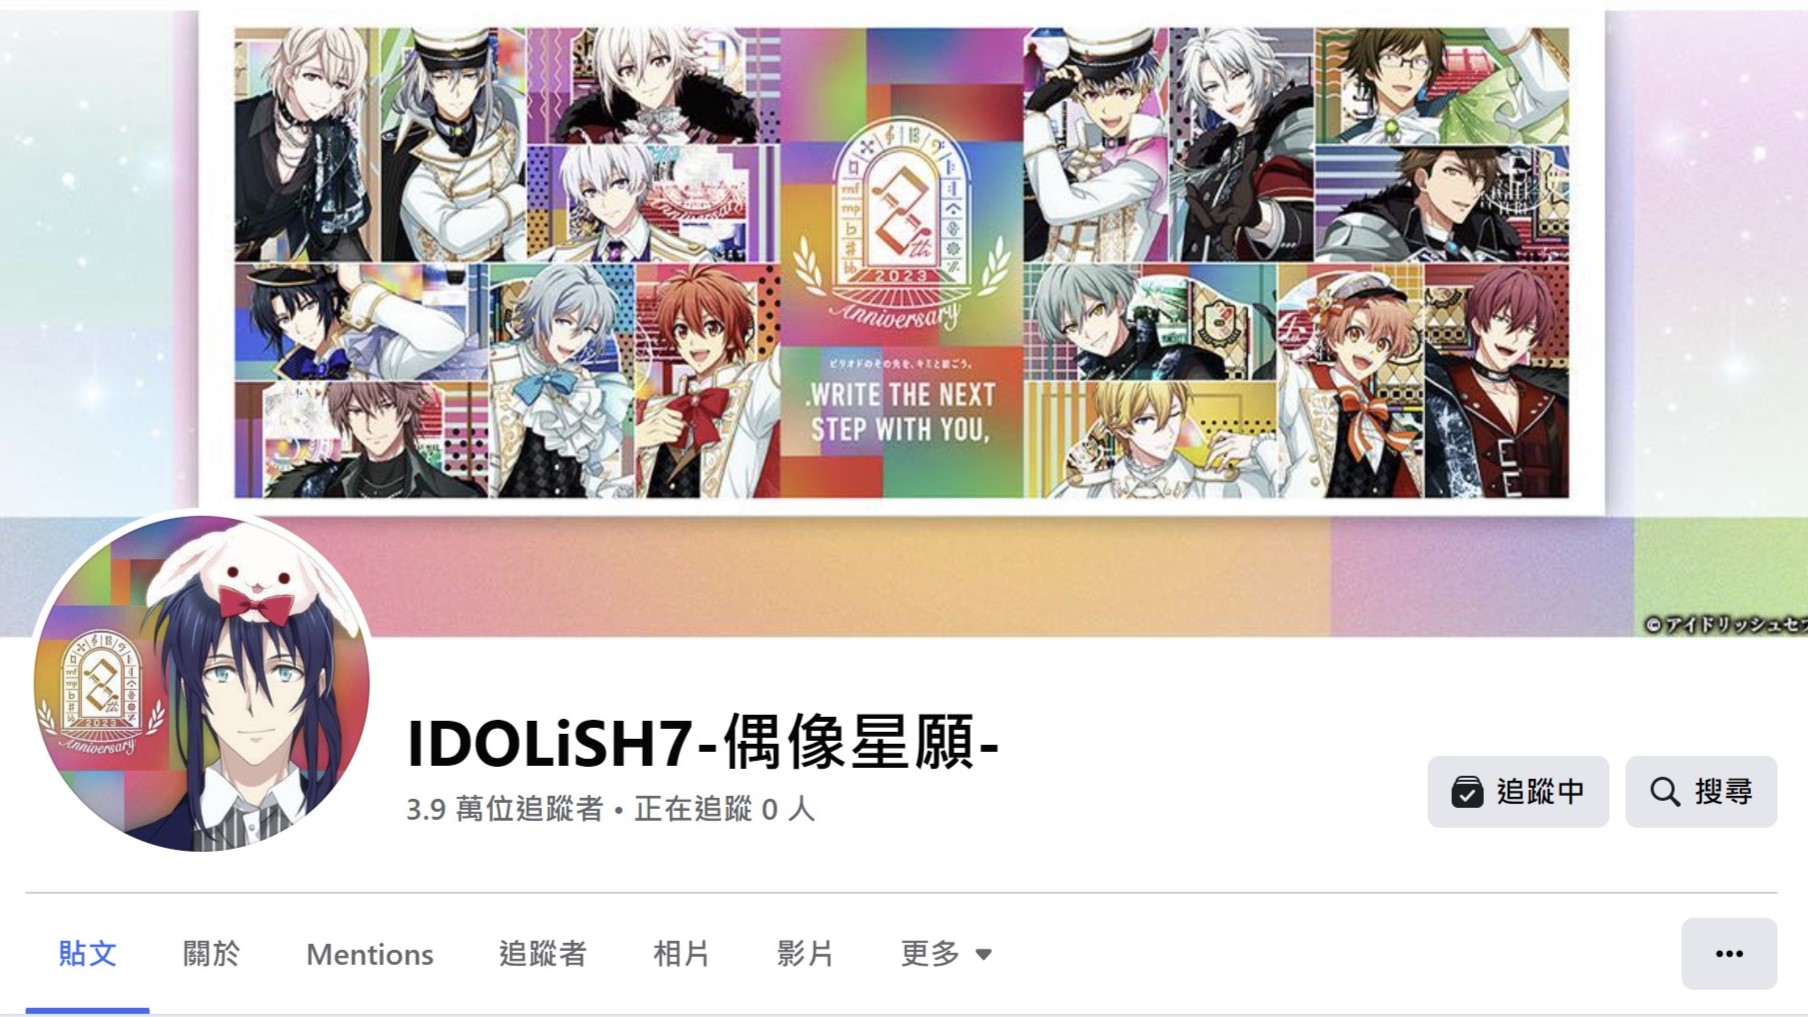 8th
2023
Anniversary
ピリオドのその先を、キミと紡ごう。
.WRITE THE NEXT
STEP WITH YOU,
©アイドリッシュセブ
8th
2023
Anniversary
IDOLiSH7-偶像星願-
3.9 萬位追蹤者・正在追蹤 0 人
追蹤中
搜尋
貼文
關於
Mentions
追蹤者
相片
影片
更多